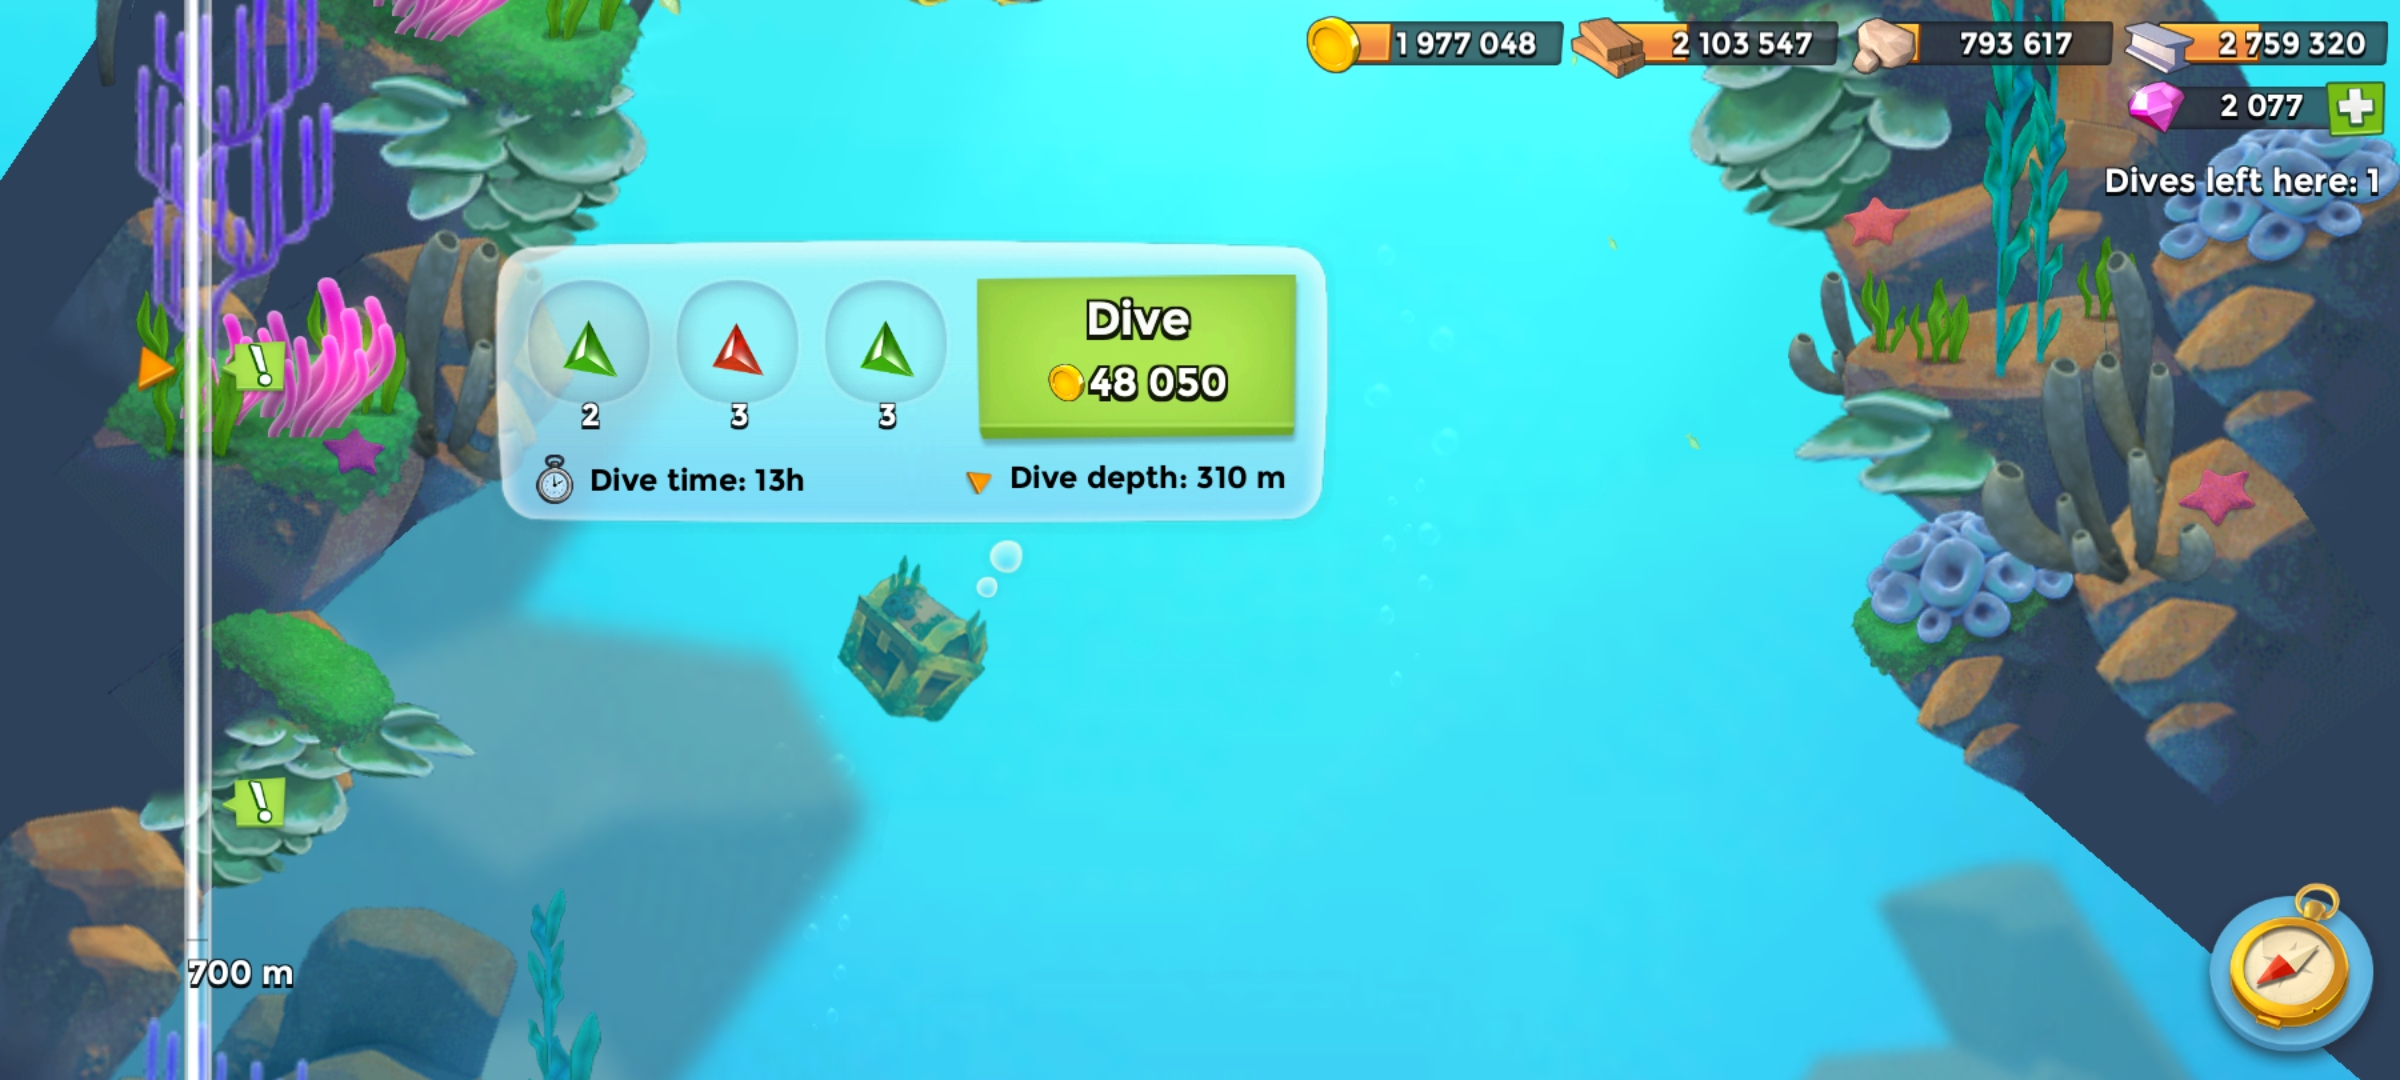 1 977 048
2 103 547
793 617
2 759 320
2 077
Dives left here: 1
2
3
3
Dive
48 050
Dive time: 13h
Dive depth: 310 m
!
!
700 m